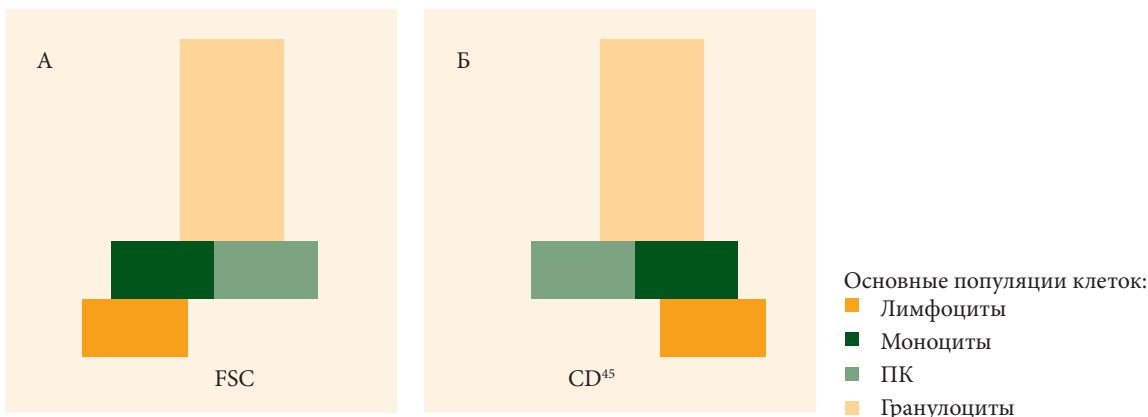 А
Б
FSC
CD⁴⁵
Основные популяции клеток:
Лимфоциты
Моноциты
ПК
Гранулоциты